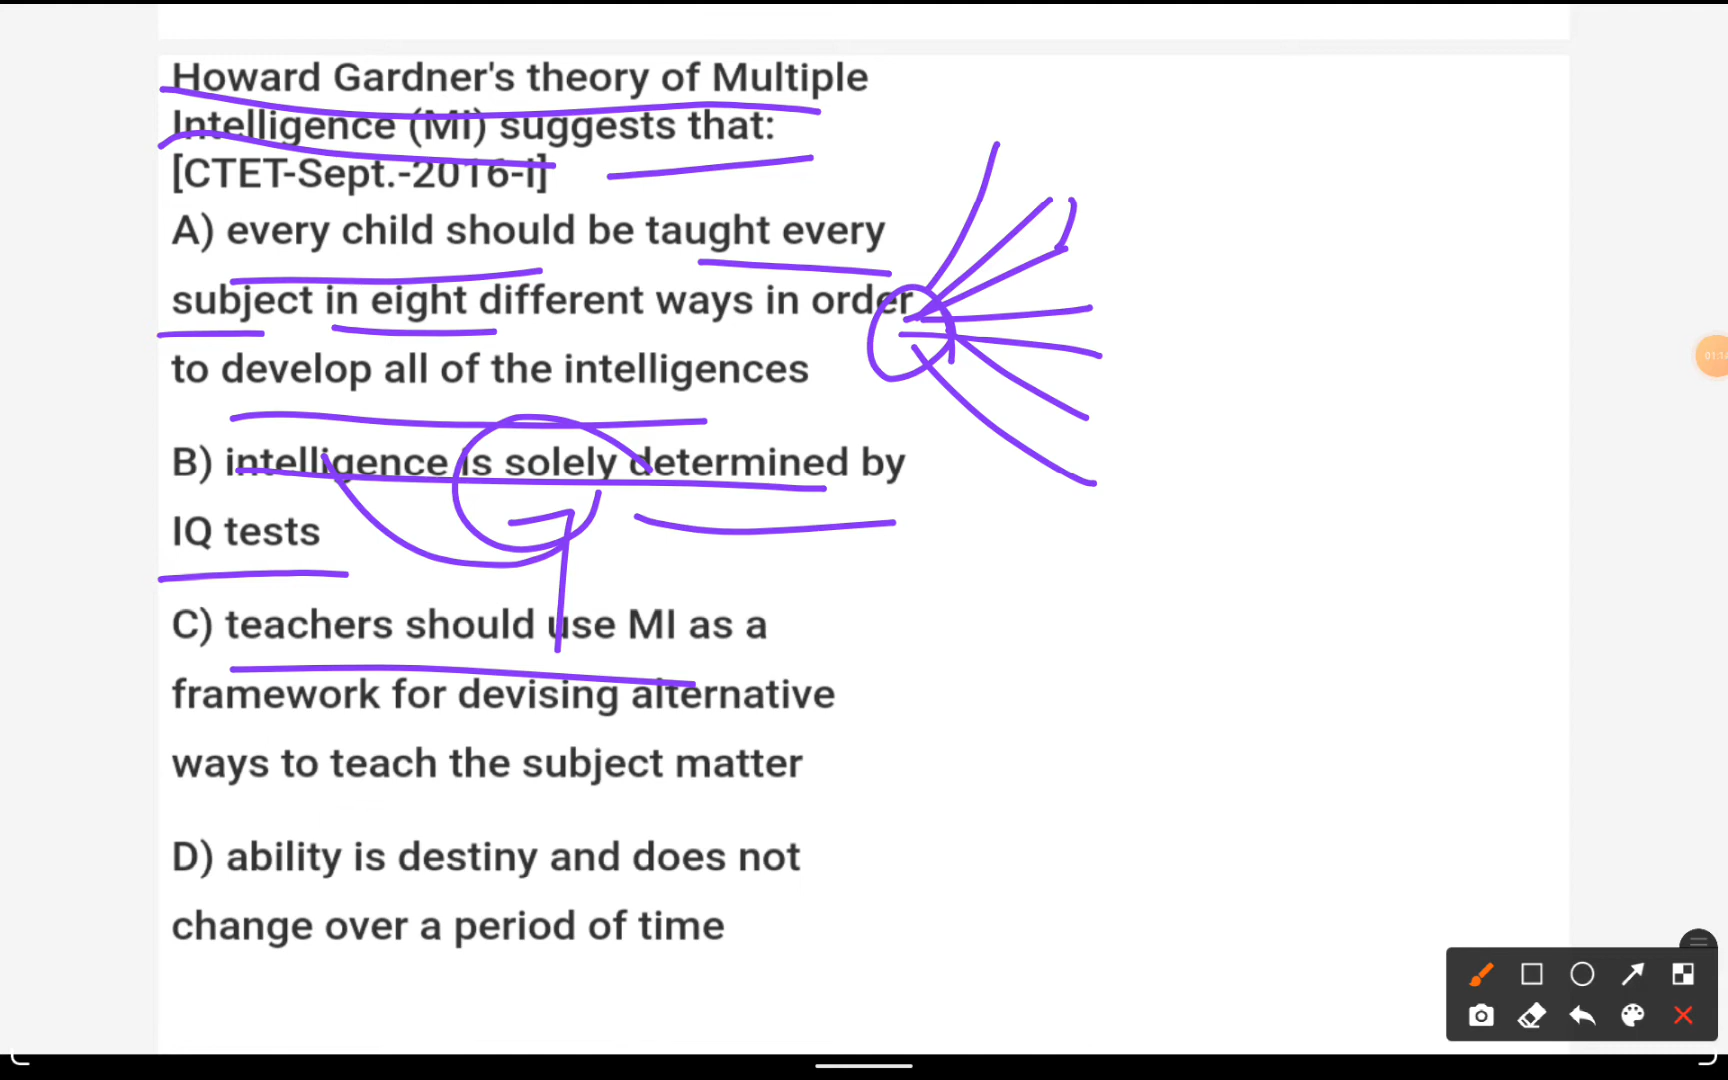 Howard Gardner's theory of Multiple
Intelligence (MI) suggests that:
[CTET-Sept.-2016-I]
A) every child should be taught every
subject in eight different ways in order
to develop all of the intelligences
B) intelligence is solely determined by
IQ tests
C) teachers should use MI as a
framework for devising alternative
ways to teach the subject matter
D) ability is destiny and does not
change over a period of time